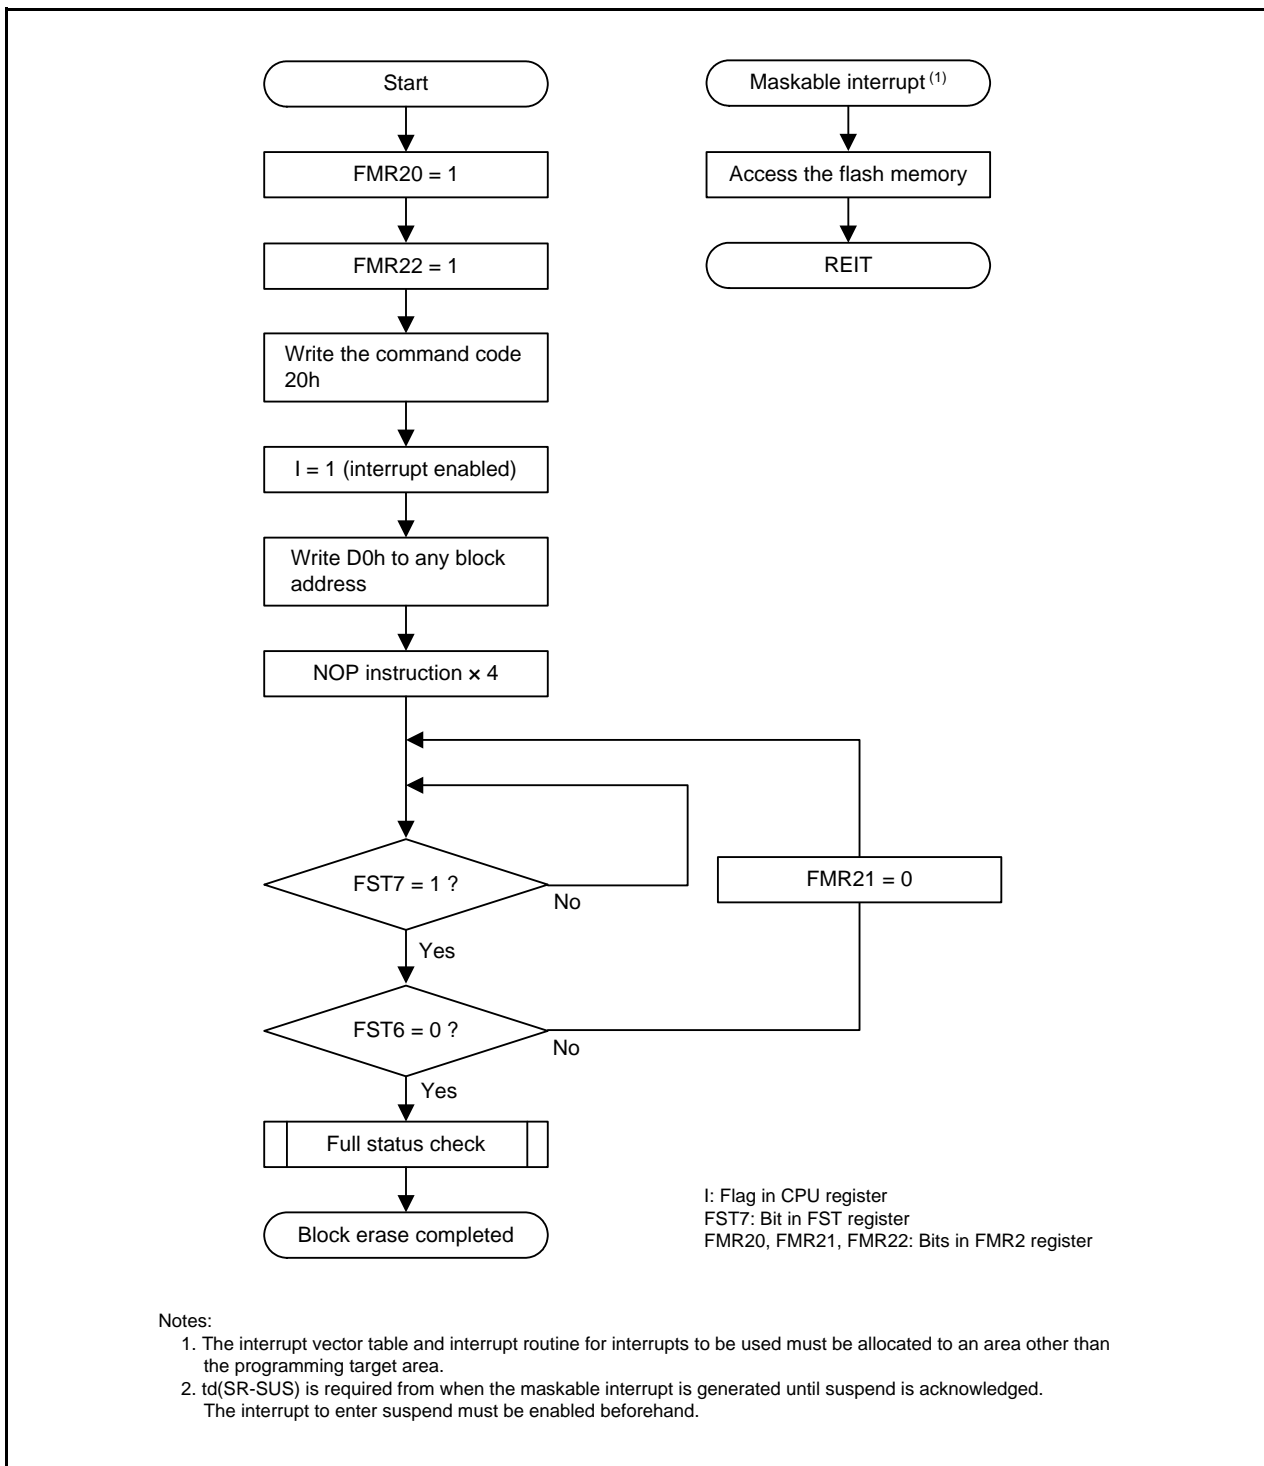 Start
FMR20 = 1
FMR22 = 1
Write the command code
20h
I = 1 (interrupt enabled)
Write D0h to any block
address
NOP instruction × 4
FST7 = 1 ?
No
Yes
FMR21 = 0
FST6 = 0 ?
No
Yes
Full status check
Block erase completed
Maskable interrupt (1)
Access the flash memory
REIT
I: Flag in CPU register
FST7: Bit in FST register
FMR20, FMR21, FMR22: Bits in FMR2 register
Notes:
1. The interrupt vector table and interrupt routine for interrupts to be used must be allocated to an area other than
the programming target area.
2. td(SR-SUS) is required from when the maskable interrupt is generated until suspend is acknowledged.
The interrupt to enter suspend must be enabled beforehand.